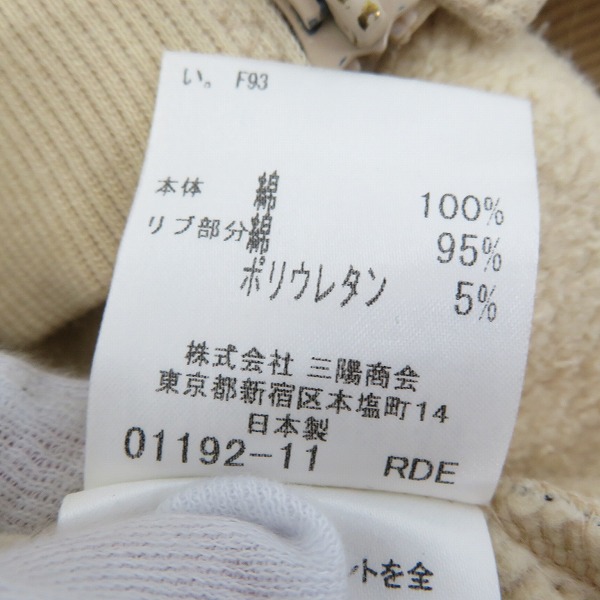 い。 F93
本体 綿 100%
リブ部分 綿 95%
ポリウレタン 5%
株式会社 三陽商会
東京都新宿区本塩町14
日本製
01192-11 RDE
ットを全